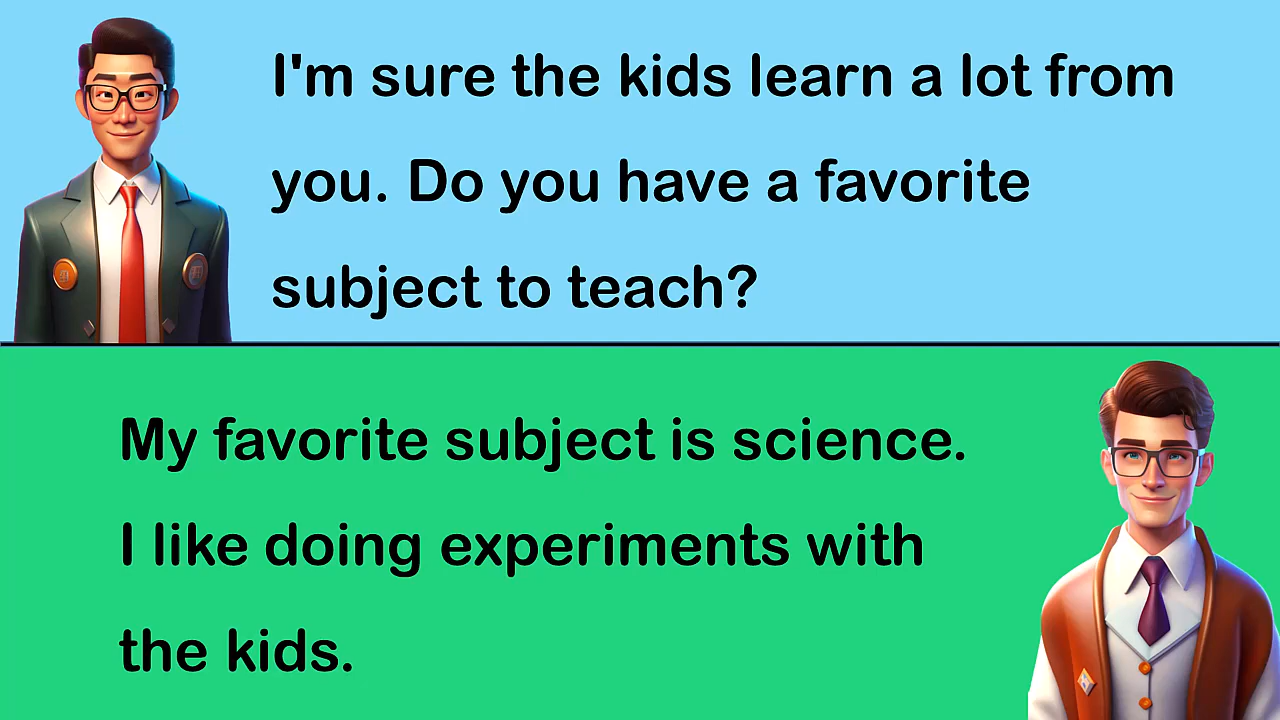 I'm sure the kids learn a lot from
you. Do you have a favorite
subject to teach?
My favorite subject is science.
I like doing experiments with
the kids.